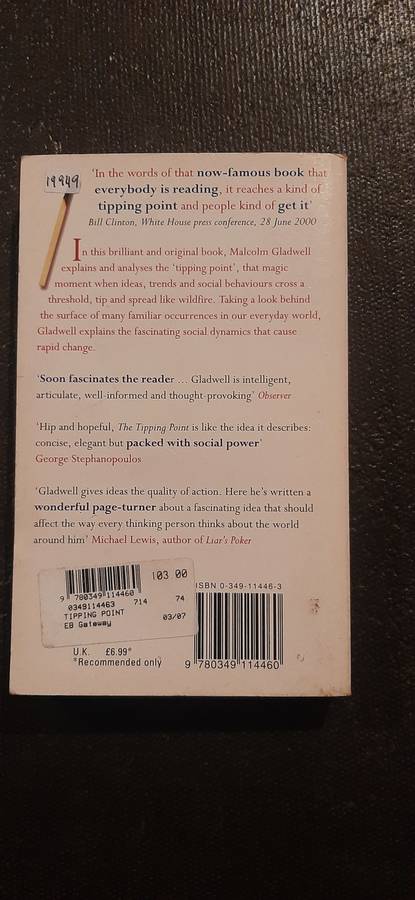 19949
'In the words of that now-famous book that
everybody is reading, it reaches a kind of
tipping point and people kind of get it'
Bill Clinton, White House press conference, 28 June 2000
In this brilliant and original book, Malcolm Gladwell
explains and analyses the 'tipping point', that magic
moment when ideas, trends and social behaviours cross a
threshold, tip and spread like wildfire. Taking a look behind
the surface of many familiar occurrences in our everyday world,
Gladwell explains the fascinating social dynamics that cause
rapid change.
'Soon fascinates the reader … Gladwell is intelligent,
articulate, well-informed and thought-provoking' Observer
'Hip and hopeful, The Tipping Point is like the idea it describes:
concise, elegant but packed with social power'
George Stephanopoulos
'Gladwell gives ideas the quality of action. Here he's written a
wonderful page-turner about a fascinating idea that should
affect the way every thinking person thinks about the world
around him' Michael Lewis, author of Liar's Poker
9 780349 114460
103 00
0349114463 714 74
TIPPING POINT 03/07
EB Gateway
U.K. £6.99*
*Recommended only
ISBN 0-349-11446-3
9 780349 114460